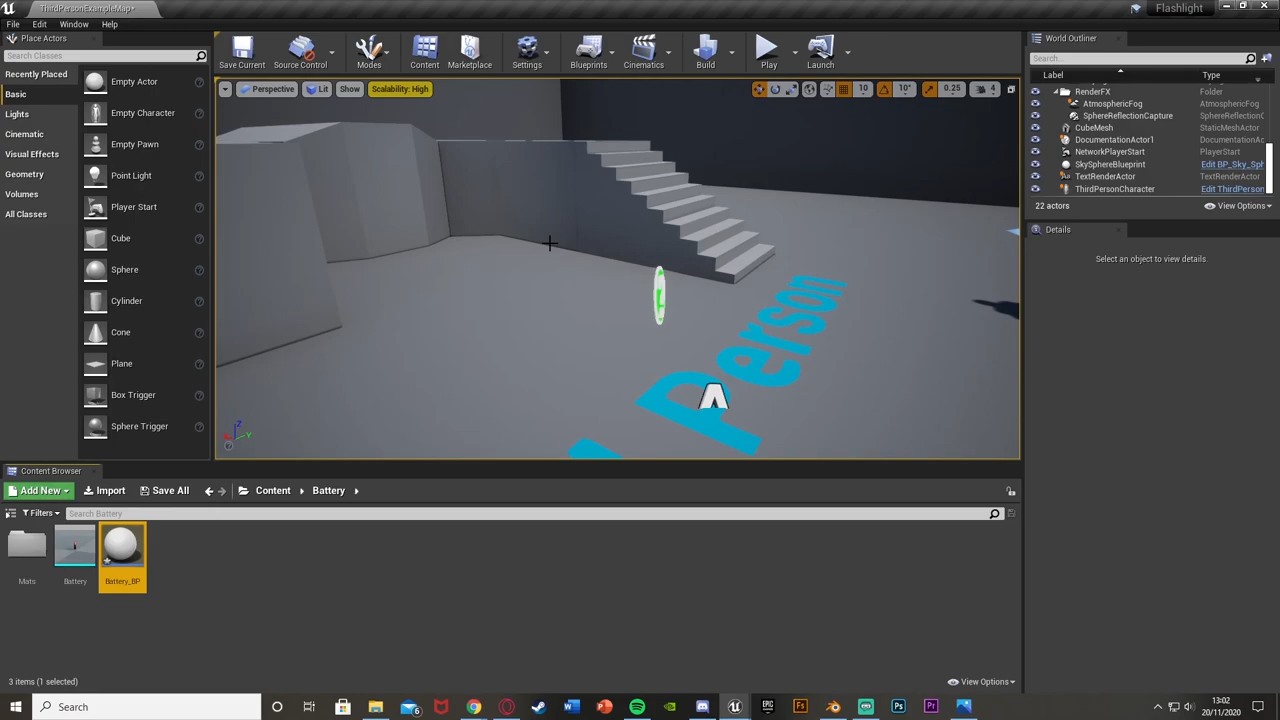 ThirdPersonExampleMap*
Flashlight
File Edit Window Help
Place Actors
Search Classes
Recently Placed
Basic
Lights
Cinematic
Visual Effects
Geometry
Volumes
All Classes
Empty Actor
Empty Character
Empty Pawn
Point Light
Player Start
Cube
Sphere
Cylinder
Cone
Plane
Box Trigger
Sphere Trigger
Save Current Source Control Modes Content Marketplace Settings Blueprints Cinematics Build Play Launch
Perspective Lit Show Scalability: High 10 10° 0.25 4
Person
X Y Z
World Outliner
Search...
Label Type
RenderFX Folder
AtmosphericFog AtmosphericFog
SphereReflectionCapture SphereReflectionC
CubeMesh StaticMeshActor
DocumentationActor1 DocumentationAc
NetworkPlayerStart PlayerStart
SkySphereBlueprint Edit BP_Sky_Sph
TextRenderActor TextRenderActor
ThirdPersonCharacter Edit ThirdPerson
22 actors View Options
Details
Select an object to view details.
Content Browser
Add New Import Save All Content Battery
Filters Search Battery
Mats Battery Battery_BP
3 items (1 selected) View Options
Search
13:02
20/11/2020